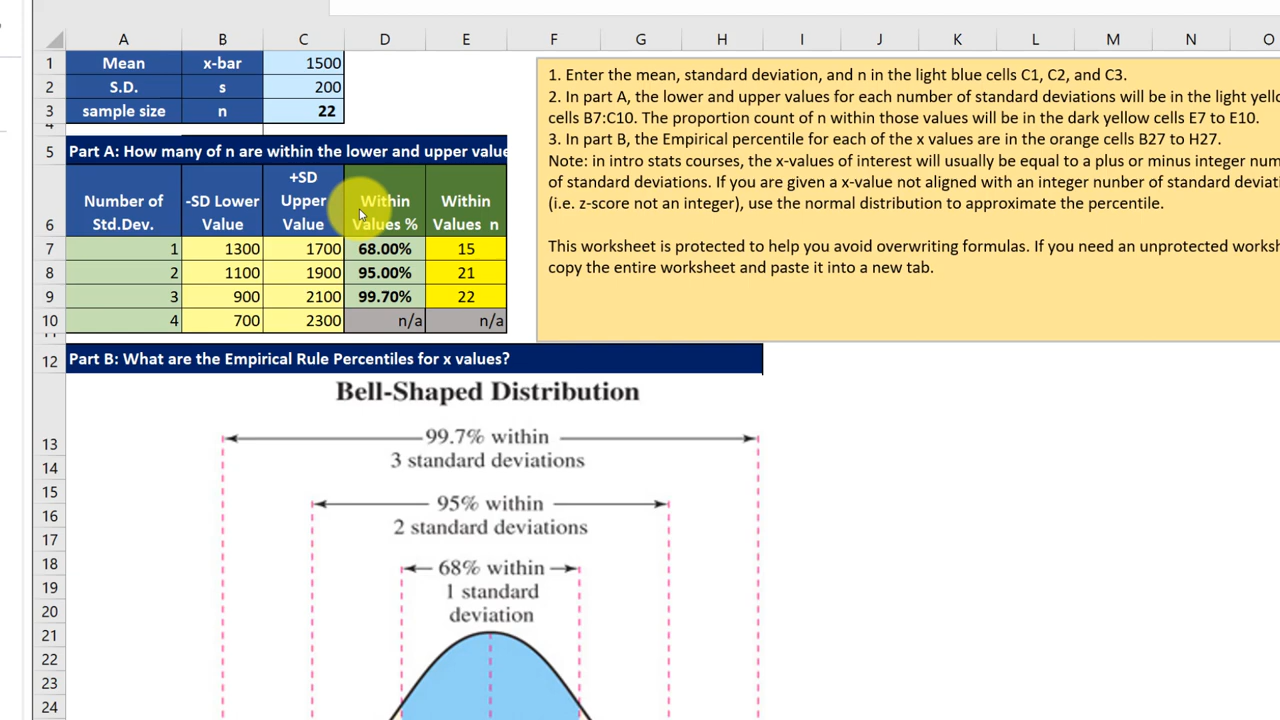 A B C D E F G H I J K L M N O
1 Mean x-bar 1500
2 S.D. s 200
3 sample size n 22
4
5 Part A: How many of n are within the lower and upper value
6 Number of Std.Dev. -SD Lower Value +SD Upper Value Within Values % Within Values n
7 1 1300 1700 68.00% 15
8 2 1100 1900 95.00% 21
9 3 900 2100 99.70% 22
10 4 700 2300 n/a n/a
1. Enter the mean, standard deviation, and n in the light blue cells C1, C2, and C3.
2. In part A, the lower and upper values for each number of standard deviations will be in the light yello
cells B7:C10. The proportion count of n within those values will be in the dark yellow cells E7 to E10.
3. In part B, the Empirical percentile for each of the x values are in the orange cells B27 to H27.
Note: in intro stats courses, the x-values of interest will usually be equal to a plus or minus integer num
of standard deviations. If you are given a x-value not aligned with an integer nunber of standard deviati
(i.e. z-score not an integer), use the normal distribution to approximate the percentile.
This worksheet is protected to help you avoid overwriting formulas. If you need an unprotected worksh
copy the entire worksheet and paste it into a new tab.
12 Part B: What are the Empirical Rule Percentiles for x values?
Bell-Shaped Distribution
13 99.7% within
14 3 standard deviations
15
16 95% within
17 2 standard deviations
18 68% within
19 1 standard
20 deviation
21
22
23
24